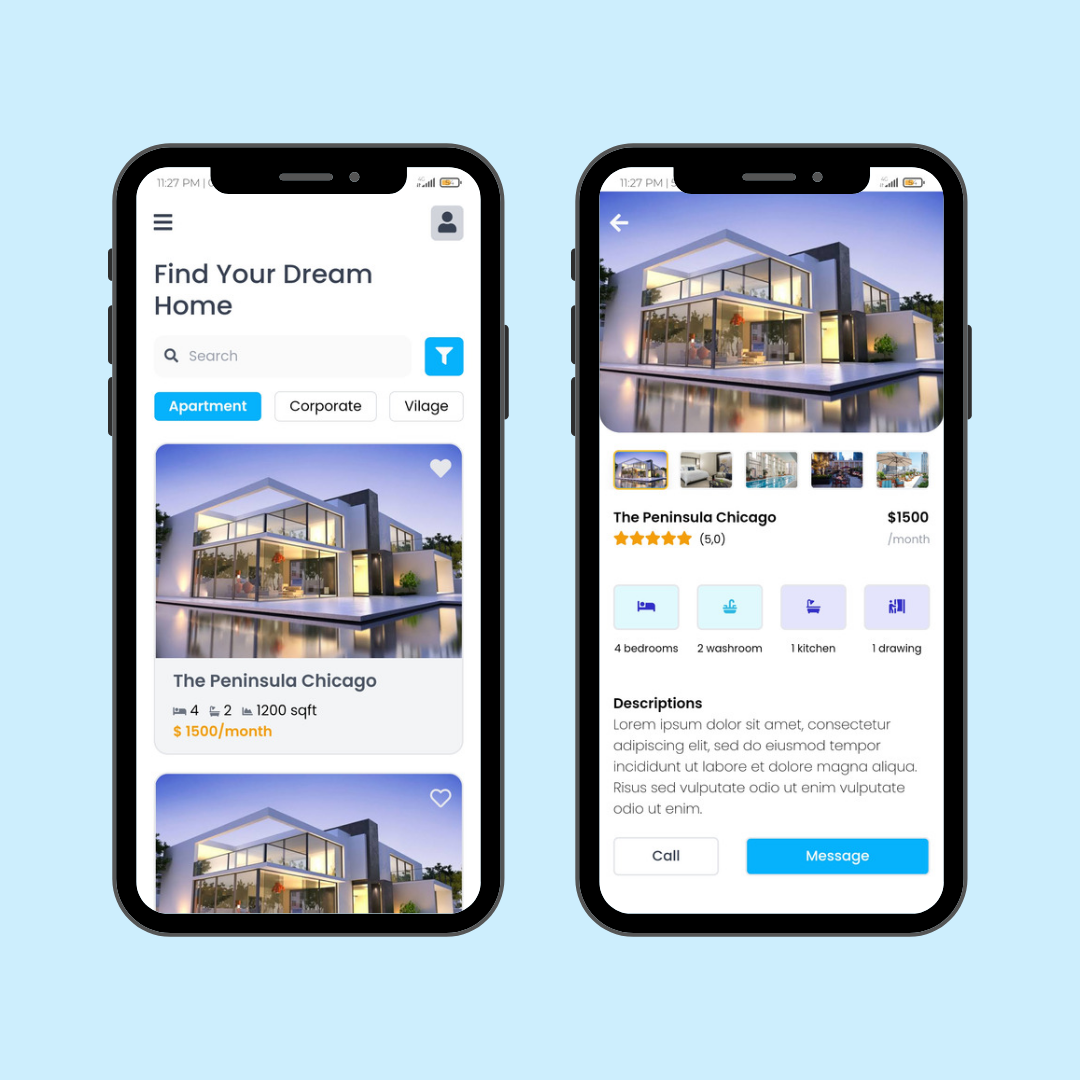 11:27 PM |
Find Your Dream
Home
Search
Apartment
Corporate
Vilage
The Peninsula Chicago
4 2 1200 sqft
$ 1500/month
11:27 PM |
The Peninsula Chicago
$1500
(5,0)
/month
4 bedrooms
2 washroom
1 kitchen
1 drawing
Descriptions
Lorem ipsum dolor sit amet, consectetur
adipiscing elit, sed do eiusmod tempor
incididunt ut labore et dolore magna aliqua.
Risus sed vulputate odio ut enim vulputate
odio ut enim.
Call
Message